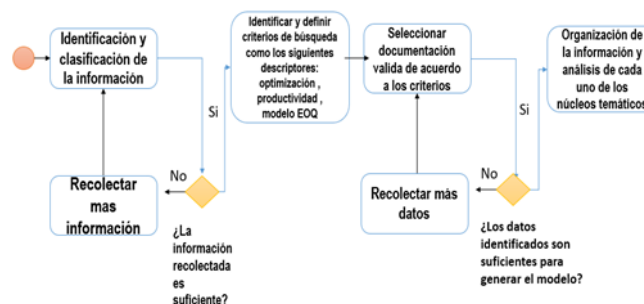 Identificación y
clasificación de
la información
Si
Identificar y definir
criterios de búsqueda
como los siguientes
descriptores:
optimización ,
productividad ,
modelo EOQ
Seleccionar
documentación
valida de acuerdo
a los criterios
Si
Organización de
la información y
análisis de cada
uno de los
núcleos temáticos
Recolectar
mas
información
No
¿La
información
recolectada
es
suficiente?
Recolectar más
datos
No
¿Los datos
identificados son
suficientes para
generar el modelo?